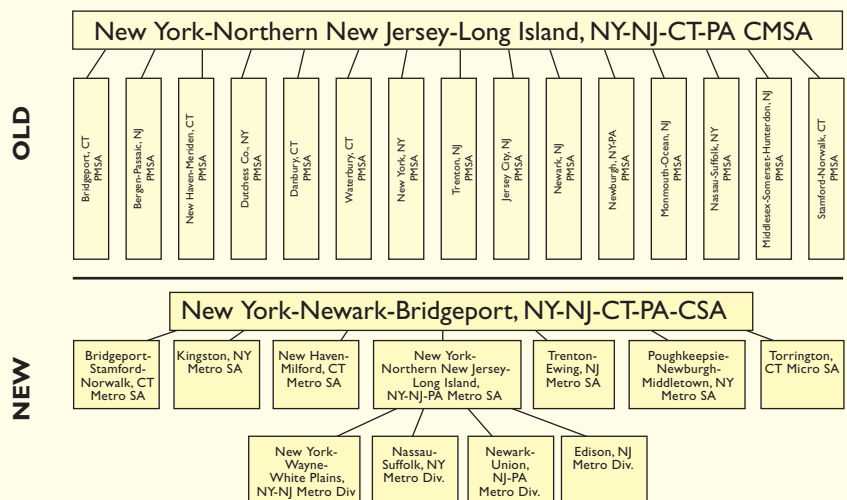 New York-Northern New Jersey-Long Island, NY-NJ-CT-PA CMSA
OLD
Bridgeport, CT
PMSA
Bergen-Passaic, NJ
PMSA
New Haven-Meriden, CT
PMSA
Dutchess Co., NY
PMSA
Danbury, CT
PMSA
Waterbury, CT
PMSA
New York, NY
PMSA
Trenton, NJ
PMSA
Jersey City, NJ
PMSA
Newark, NJ
PMSA
Newburgh, NY-PA
PMSA
Monmouth-Ocean, NJ
PMSA
Nassau-Suffolk, NY
PMSA
Middlesex-Somerset-Hunterdon, NJ
PMSA
Stamford-Norwalk, CT
PMSA
New York-Newark-Bridgeport, NY-NJ-CT-PA-CSA
NEW
Bridgeport-
Stamford-
Norwalk, CT
Metro SA
Kingston, NY
Metro SA
New Haven-
Milford, CT
Metro SA
New York-
Northern New Jersey-
Long Island,
NY-NJ-PA Metro SA
Trenton-
Ewing, NJ
Metro SA
Poughkeepsie-
Newburgh-
Middletown, NY
Metro SA
Torrington,
CT Micro SA
New York-
Wayne-
White Plains,
NY-NJ Metro Div
Nassau-
Suffolk, NY
Metro Div.
Newark-
Union,
NJ-PA
Metro Div.
Edison, NJ
Metro Div.